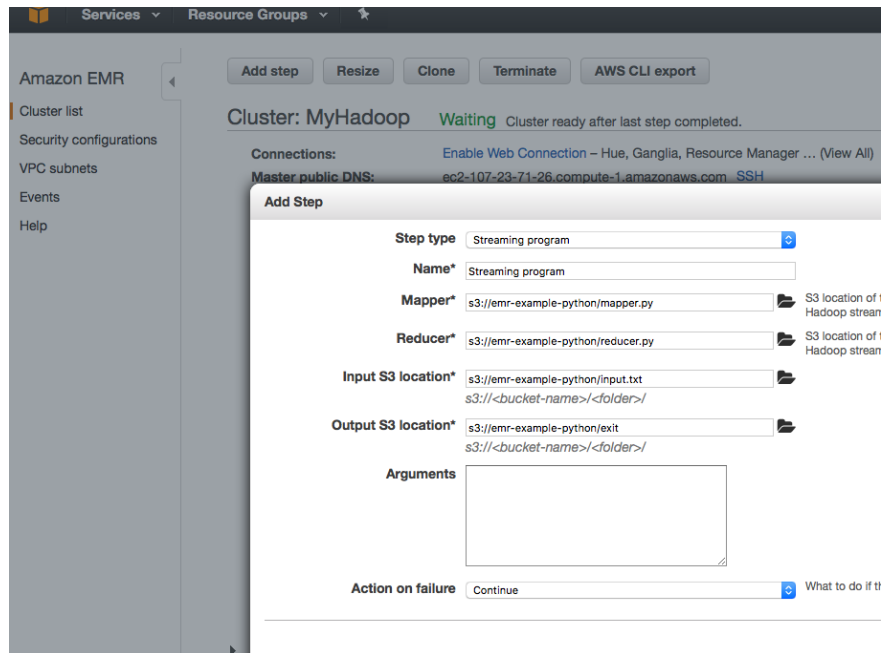 Services Resource Groups
Amazon EMR
Cluster list
Security configurations
VPC subnets
Events
Help
Add step Resize Clone Terminate AWS CLI export
Cluster: MyHadoop Waiting Cluster ready after last step completed.
Connections: Enable Web Connection – Hue, Ganglia, Resource Manager ... (View All)
Master public DNS: ec2-107-23-71-26.compute-1.amazonaws.com SSH
Add Step
Step type Streaming program
Name* Streaming program
Mapper* s3://emr-example-python/mapper.py S3 location of
Hadoop stream
Reducer* s3://emr-example-python/reducer.py S3 location of
Hadoop stream
Input S3 location* s3://emr-example-python/input.txt
s3://<bucket-name>/<folder>/
Output S3 location* s3://emr-example-python/exit
s3://<bucket-name>/<folder>/
Arguments
Action on failure Continue What to do if